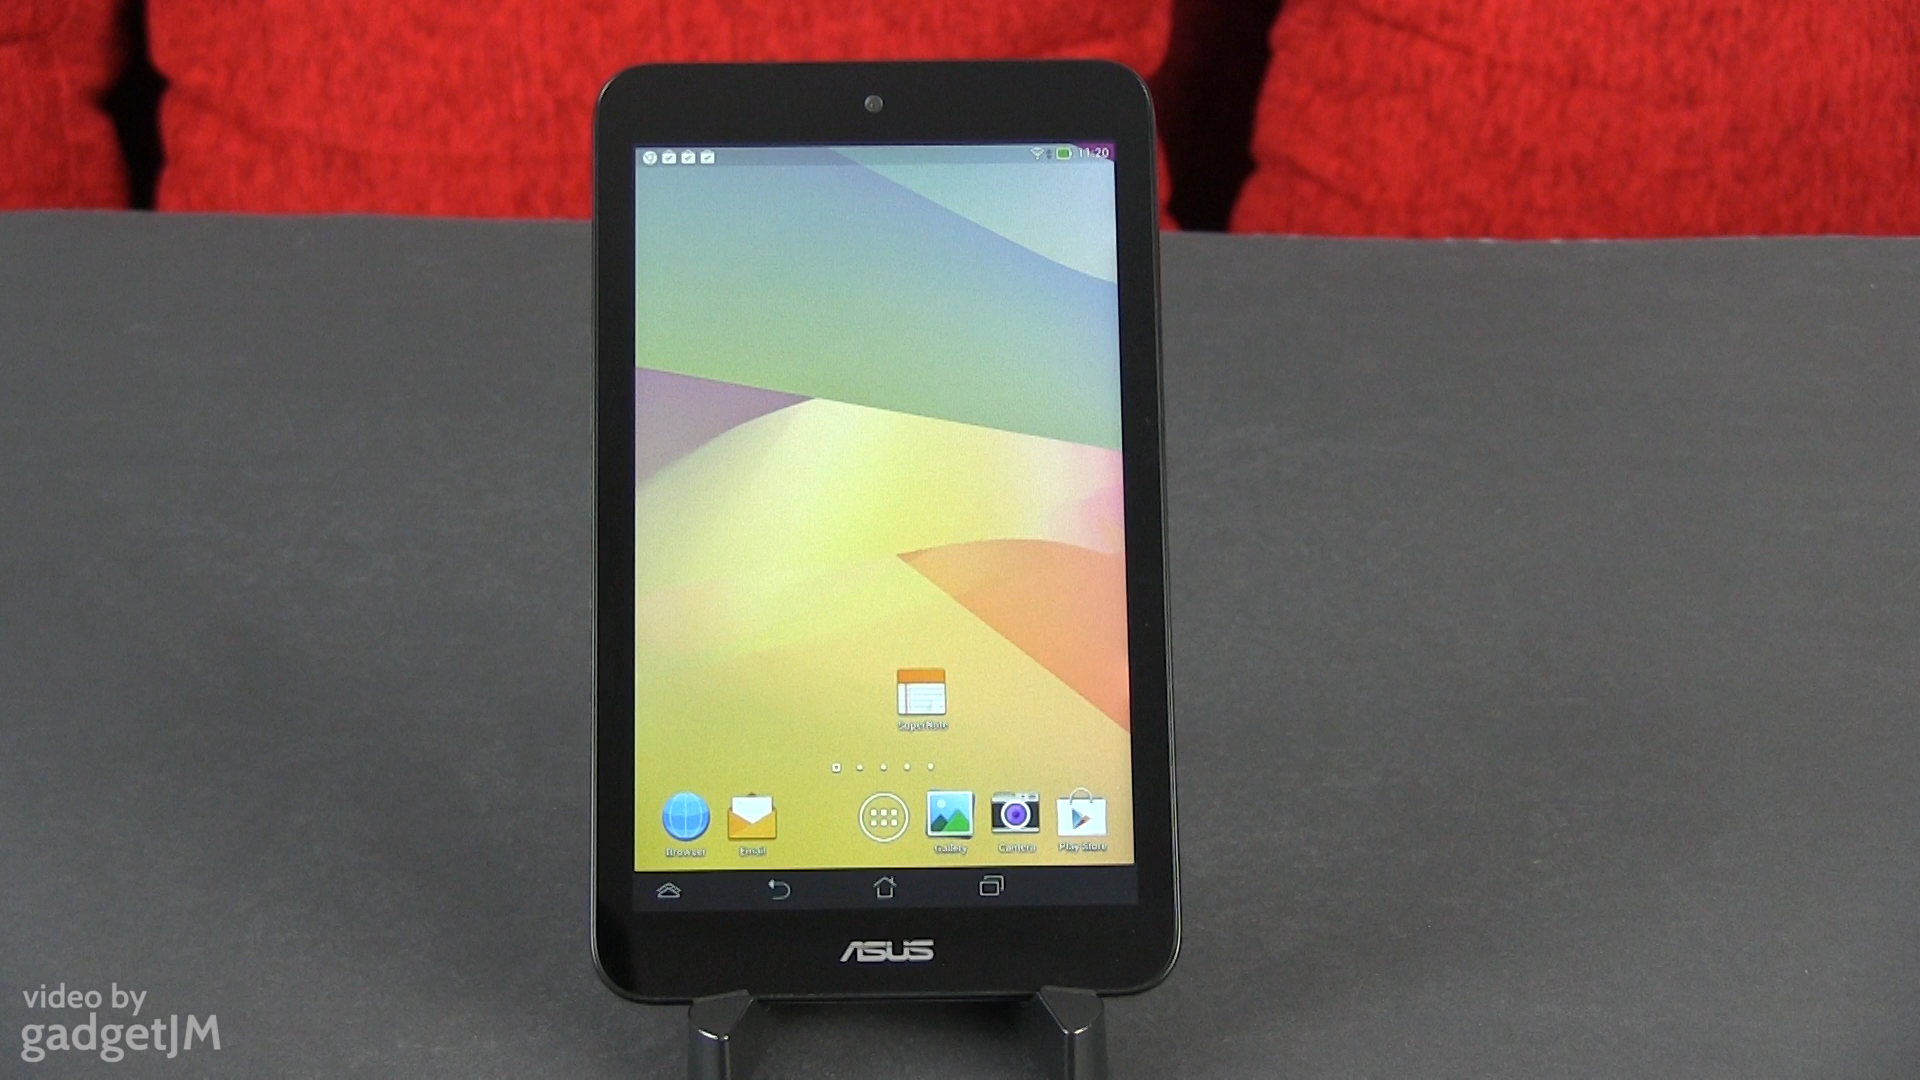 11:20
SuperNote
Browser
Email
Gallery
Camera
Play Store
ASUS
video by
gadgetJM